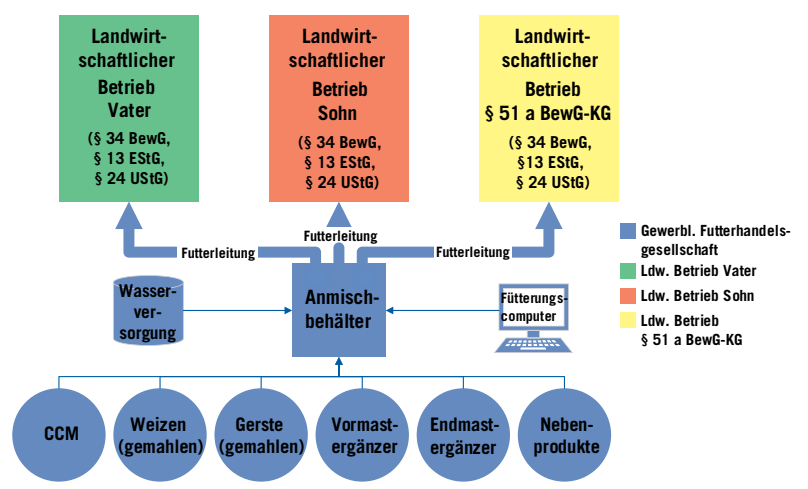 Landwirt-
schaftlicher
Betrieb
Vater
(§ 34 BewG,
§ 13 EStG,
§ 24 UStG)
Landwirt-
schaftlicher
Betrieb
Sohn
(§ 34 BewG,
§ 13 EStG,
§ 24 UStG)
Landwirt-
schaftlicher
Betrieb
§ 51 a BewG-KG
(§ 34 BewG,
§13 EStG,
§ 24 UStG)
Futterleitung
Futterleitung
Futterleitung
Gewerbl. Futterhandels-
gesellschaft
Ldw. Betrieb Vater
Ldw. Betrieb Sohn
Ldw. Betrieb
§ 51 a BewG-KG
Wasser-
ver-
sorgung
Anmisch-
behälter
Fütterungs-
computer
CCM
Weizen
(gemahlen)
Gerste
(gemahlen)
Vormast-
ergänzer
Endmast-
ergänzer
Neben-
produkte